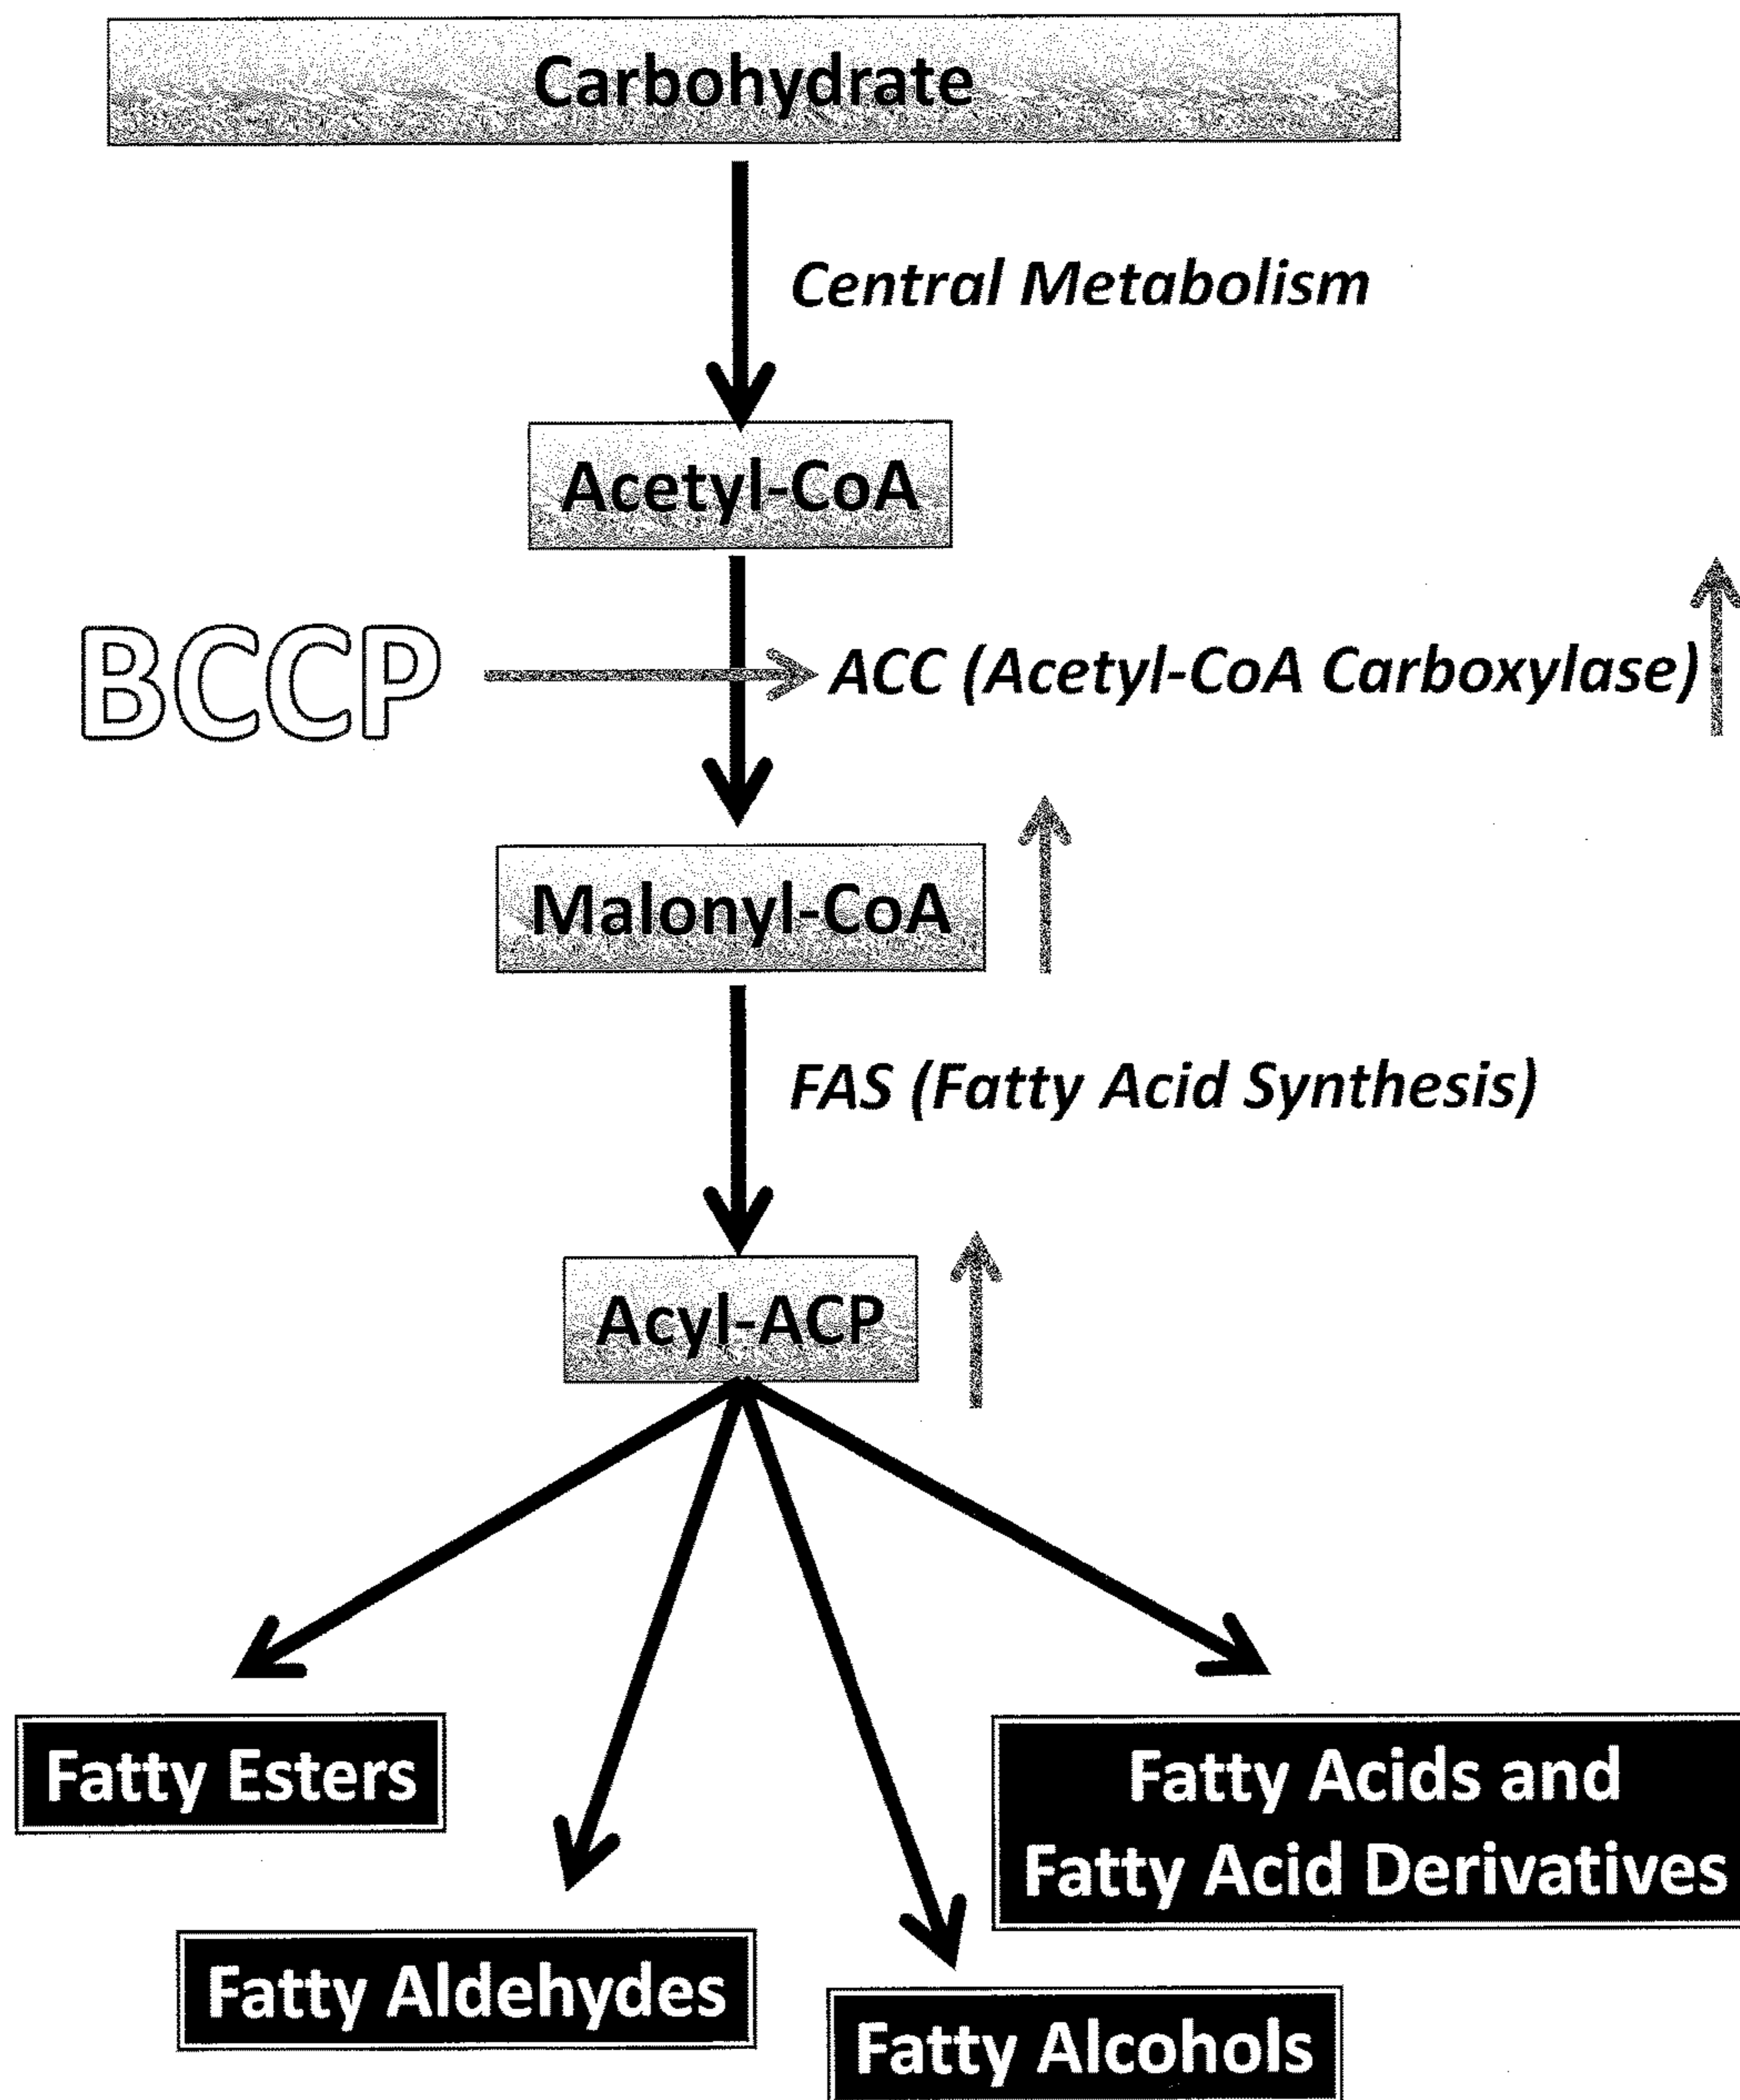 Carbohydrate
Central Metabolism
Acetyl-CoA
BCCP
ACC (Acetyl-CoA Carboxylase)
Malonyl-CoA
FAS (Fatty Acid Synthesis)
Acyl-ACP
Fatty Esters
Fatty Acids and
Fatty Acid Derivatives
Fatty Aldehydes
Fatty Alcohols